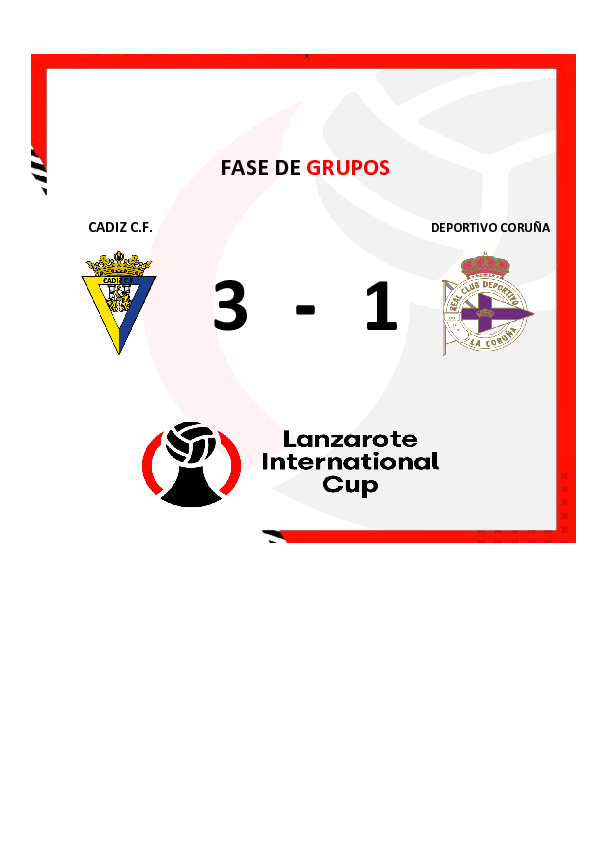 FASE DE GRUPOS
CADIZ C.F.
DEPORTIVO CORUÑA
CADIZ C.F.
3 - 1
REAL CLUB DEPORTIVO
LA CORUÑA
Lanzarote
International
Cup